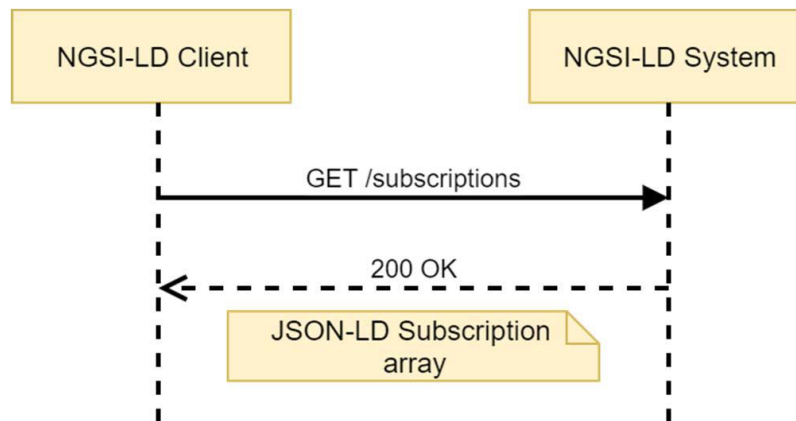 NGSI-LD Client
NGSI-LD System
GET /subscriptions
200 OK
JSON-LD Subscription
array